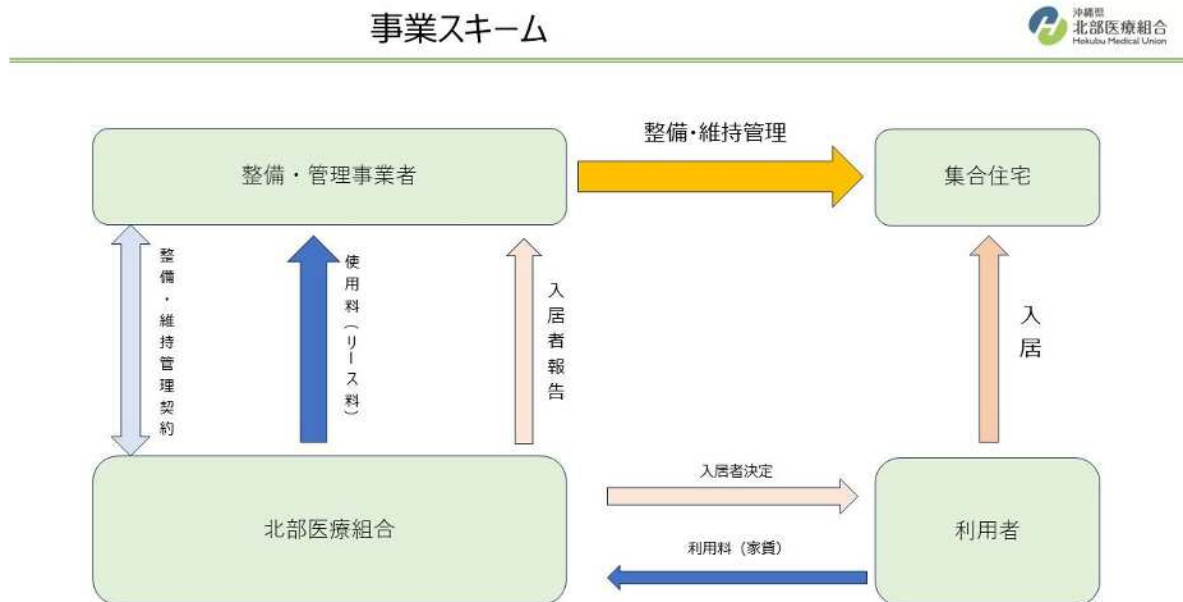 事業スキーム
沖縄県
北部医療組合
Hokubu Medical Union
整備・管理事業者
整備・維持管理
集合住宅
整備・維持管理契約
使用料(リース料)
入居者報告
入居
北部医療組合
入居者決定
利用料(家賃)
利用者